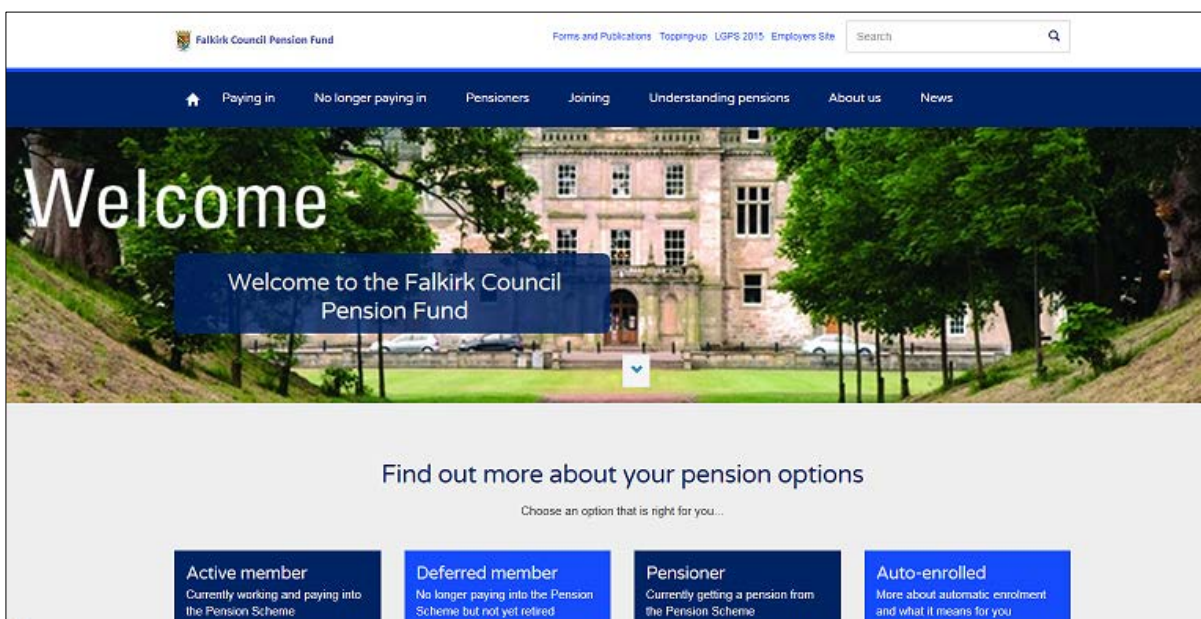 Falkirk Council Pension Fund
Forms and Publications Topping-up LGPS 2015 Employers Site Search
Paying in No longer paying in Pensioners Joining Understanding pensions About us News
Welcome
Welcome to the Falkirk Council
Pension Fund
Find out more about your pension options
Choose an option that is right for you...
Active member
Currently working and paying into
the Pension Scheme
Deferred member
No longer paying into the Pension
Scheme but not yet retired
Pensioner
Currently getting a pension from
the Pension Scheme
Auto-enrolled
More about automatic enrolment
and what it means for you